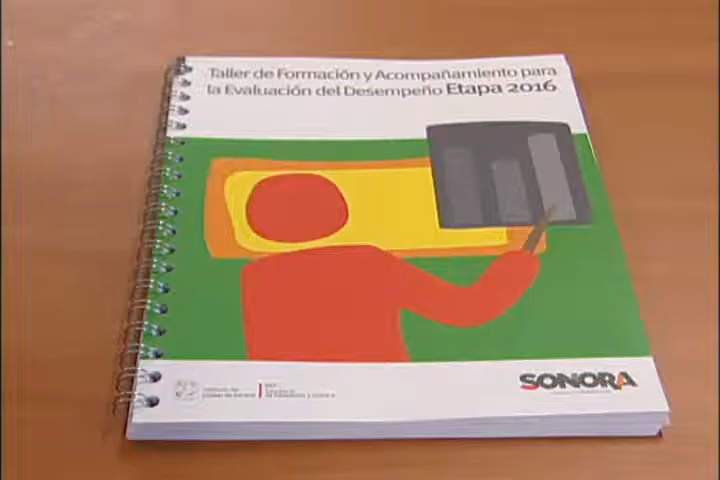 Taller de Formación y Acompañamiento para
la Evaluación del Desempeño Etapa 2016
SONORA